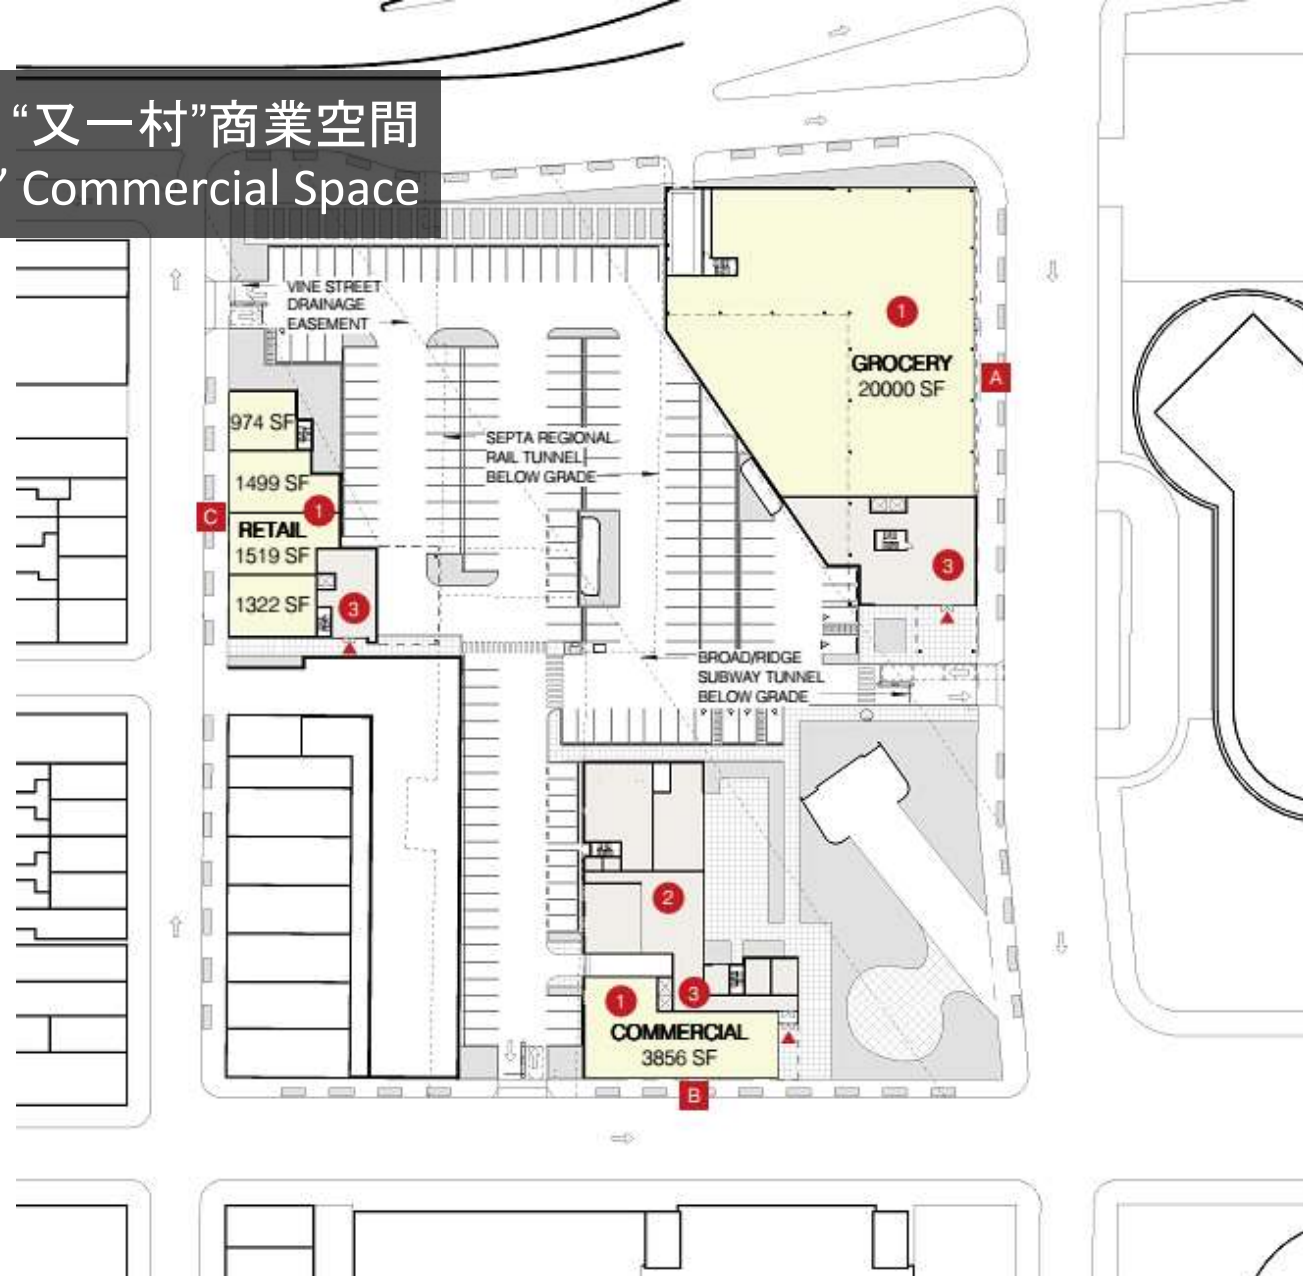 “又一村”商業空間
” Commercial Space
VINE STREET
DRAINAGE
EASEMENT
1
GROCERY
20000 SF
A
974 SF
SEPTA REGIONAL
RAIL TUNNEL
BELOW GRADE
1499 SF
C
1
RETAIL
1519 SF
3
1322 SF
3
BROAD/RIDGE
SUBWAY TUNNEL
BELOW GRADE
2
1
3
COMMERCIAL
3856 SF
B